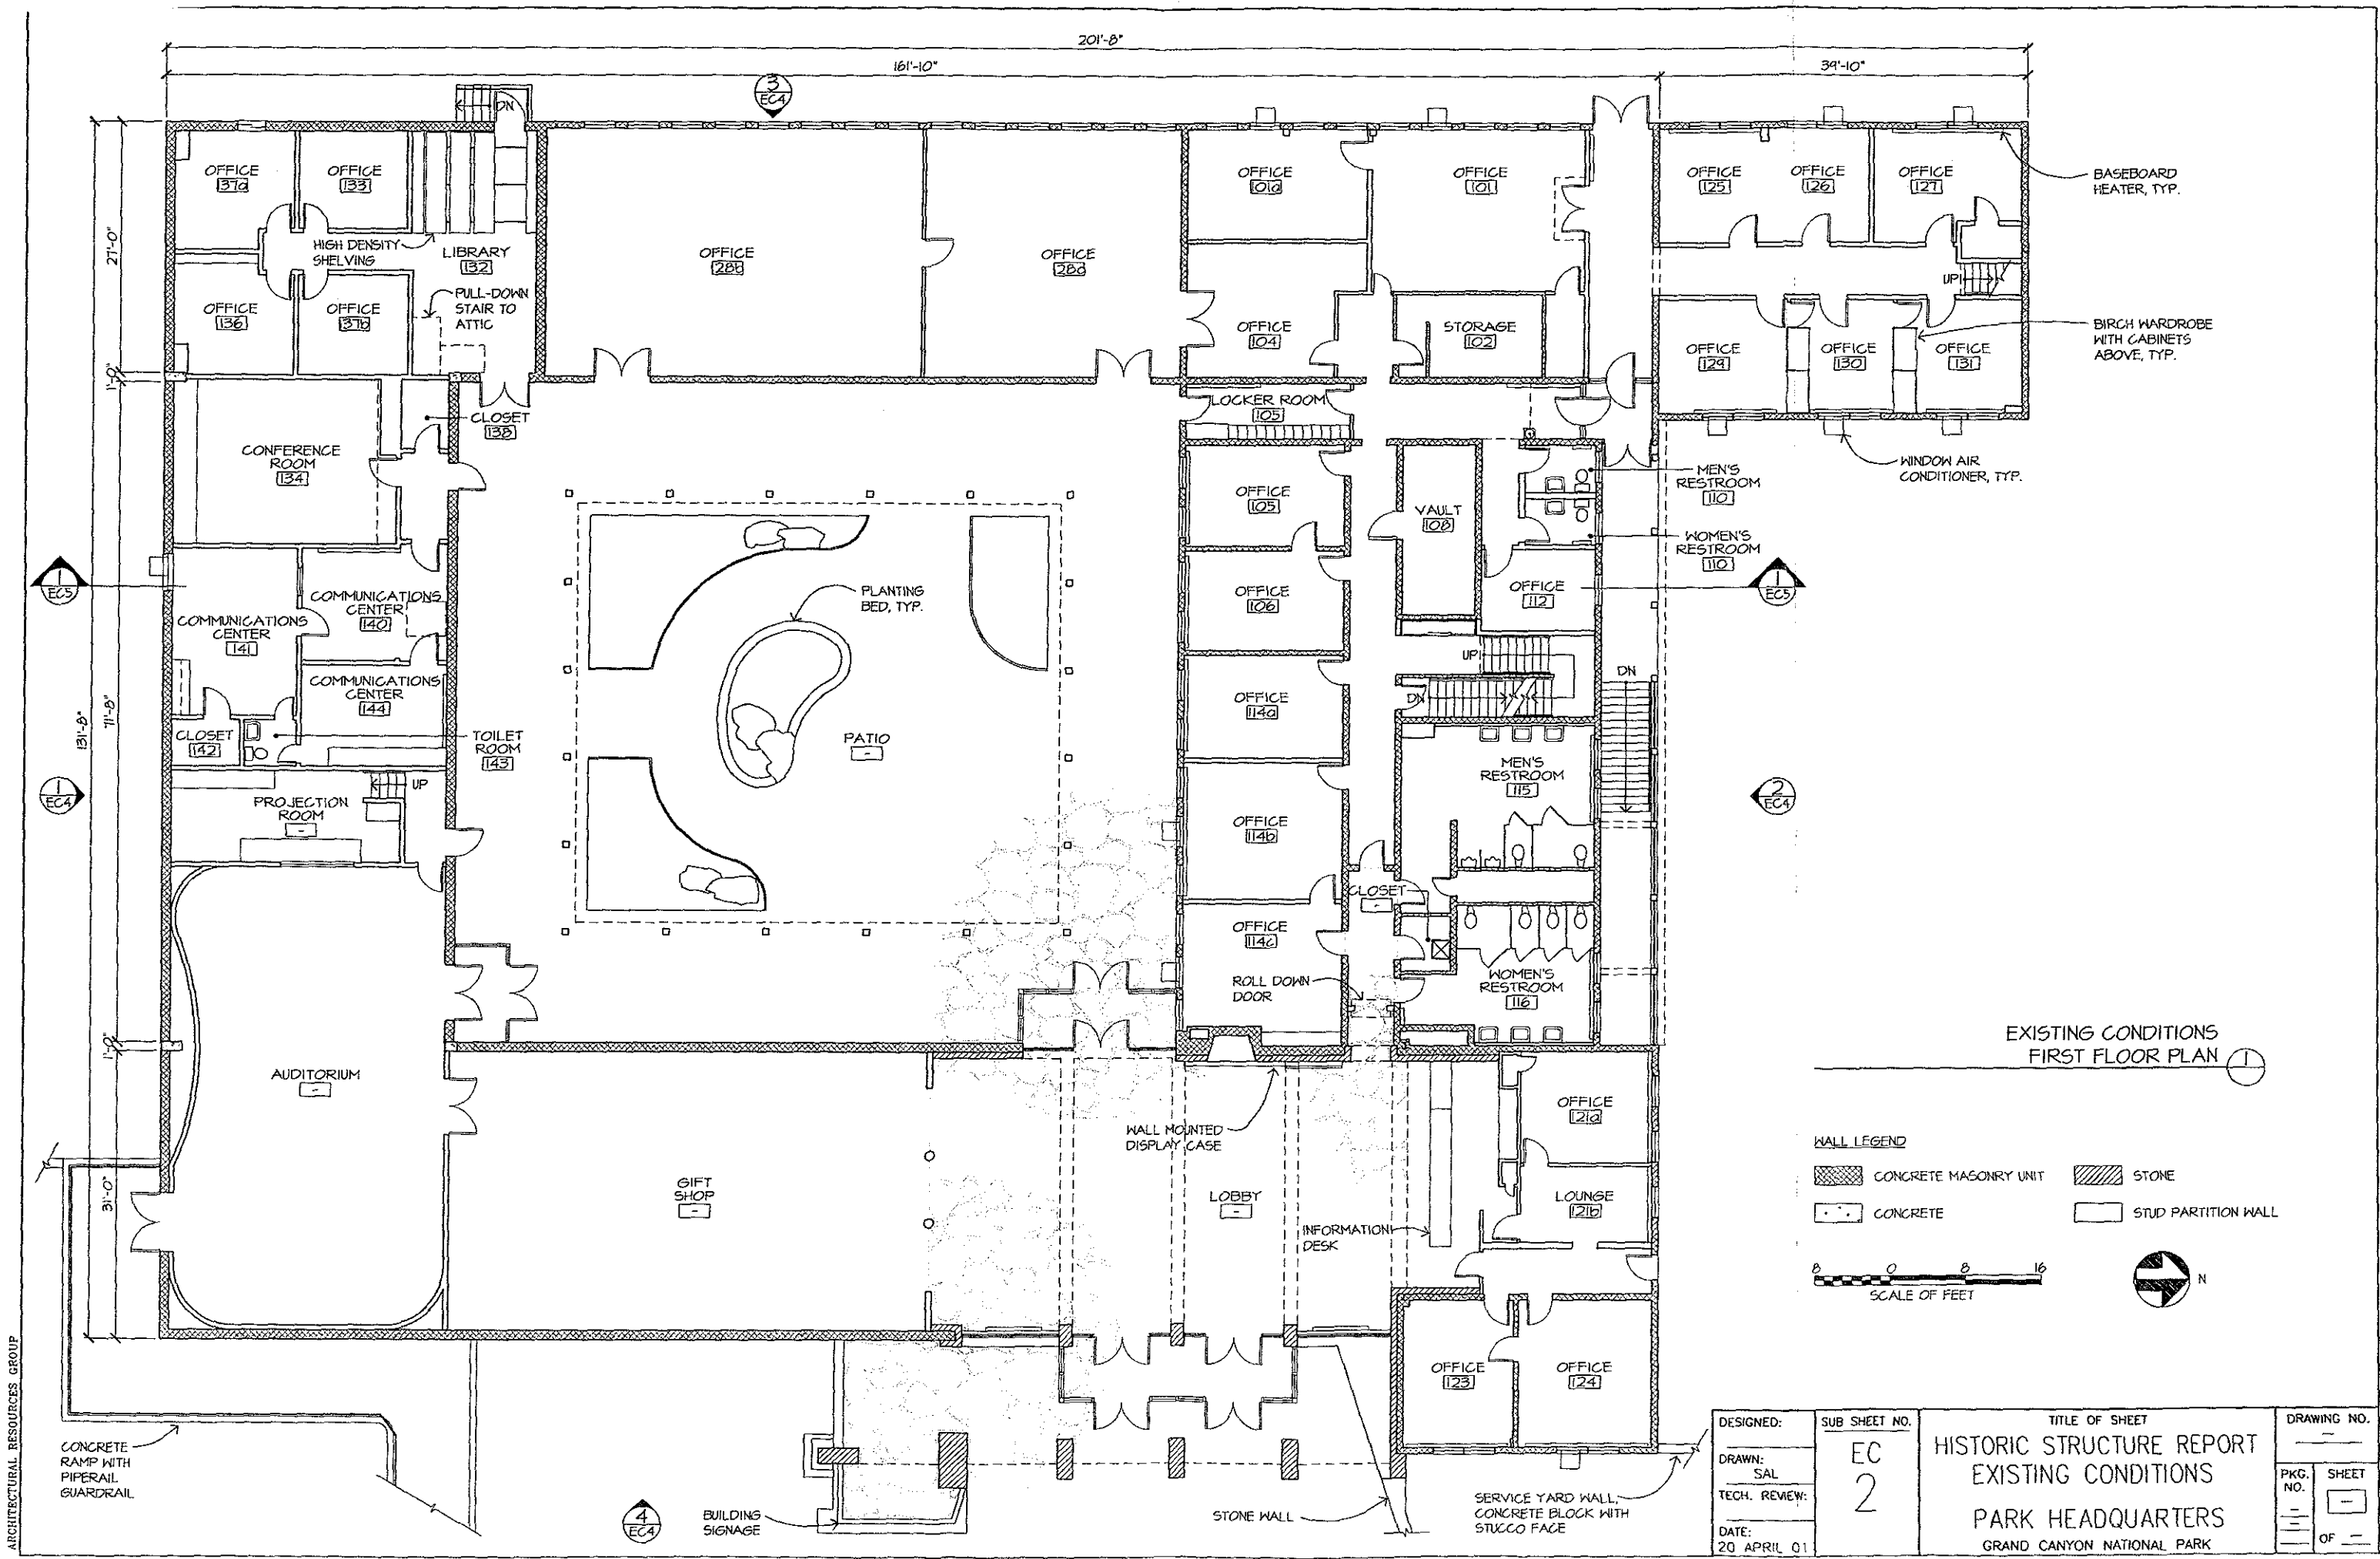 201'-8"
161'-10"
39'-10"
3
EC4
DN
OFFICE
137a
OFFICE
133
HIGH DENSITY
SHELVING
LIBRARY
132
OFFICE
136
OFFICE
137b
PULL-DOWN
STAIR TO
ATTIC
OFFICE
28b
OFFICE
28a
OFFICE
101a
OFFICE
101
OFFICE
104
STORAGE
102
OFFICE
125
OFFICE
126
OFFICE
127
UP
OFFICE
129
OFFICE
130
OFFICE
131
BASEBOARD
HEATER, TYP.
BIRCH WARDROBE
WITH CABINETS
ABOVE, TYP.
WINDOW AIR
CONDITIONER, TYP.
27'-0"
1'-0"
71'-8"
131'-8"
1'-0"
31'-0"
CLOSET
138
CONFERENCE
ROOM
134
LOCKER ROOM
105
OFFICE
105
VAULT
108
MEN'S
RESTROOM
110
WOMEN'S
RESTROOM
110
1
EC5
1
EC5
COMMUNICATIONS
CENTER
140
COMMUNICATIONS
CENTER
141
COMMUNICATIONS
CENTER
144
PLANTING
BED, TYP.
OFFICE
106
OFFICE
112
UP
DN
DN
OFFICE
114a
CLOSET
142
TOILET
ROOM
143
PATIO
-
MEN'S
RESTROOM
115
1
EC4
2
EC4
PROJECTION
ROOM
-
UP
OFFICE
114b
CLOSET
-
OFFICE
114c
ROLL DOWN
DOOR
WOMEN'S
RESTROOM
116
AUDITORIUM
-
GIFT
SHOP
-
WALL MOUNTED
DISPLAY CASE
LOBBY
-
INFORMATION
DESK
OFFICE
121a
LOUNGE
121b
OFFICE
123
OFFICE
124
EXISTING CONDITIONS
FIRST FLOOR PLAN
1
WALL LEGEND
CONCRETE MASONRY UNIT
STONE
CONCRETE
STUD PARTITION WALL
8 0 8 16
SCALE OF FEET
N
CONCRETE
RAMP WITH
PIPERAIL
GUARDRAIL
4
EC4
BUILDING
SIGNAGE
STONE WALL
SERVICE YARD WALL,
CONCRETE BLOCK WITH
STUCCO FACE
ARCHITECTURAL RESOURCES GROUP
DESIGNED:
DRAWN:
SAL
TECH. REVIEW:
DATE:
20 APRIL 01
SUB SHEET NO.
EC
2
TITLE OF SHEET
HISTORIC STRUCTURE REPORT
EXISTING CONDITIONS
PARK HEADQUARTERS
GRAND CANYON NATIONAL PARK
DRAWING NO.
-
PKG.
NO.
SHEET
-
OF -